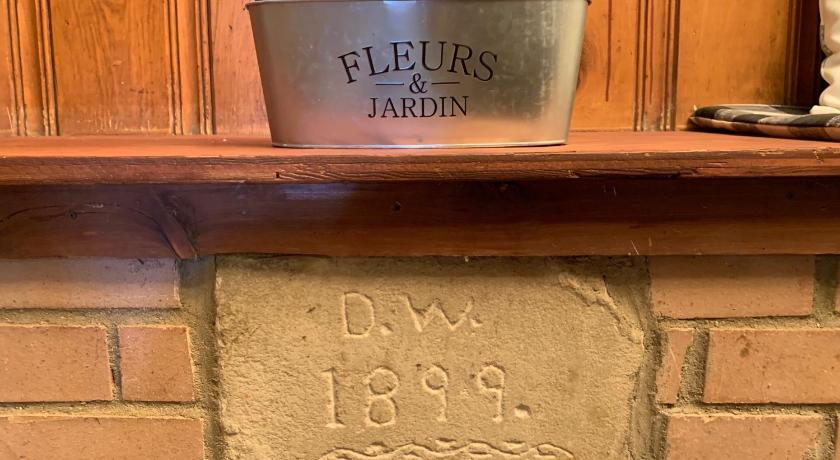 FLEURS
&
JARDIN
D.W.
1899.